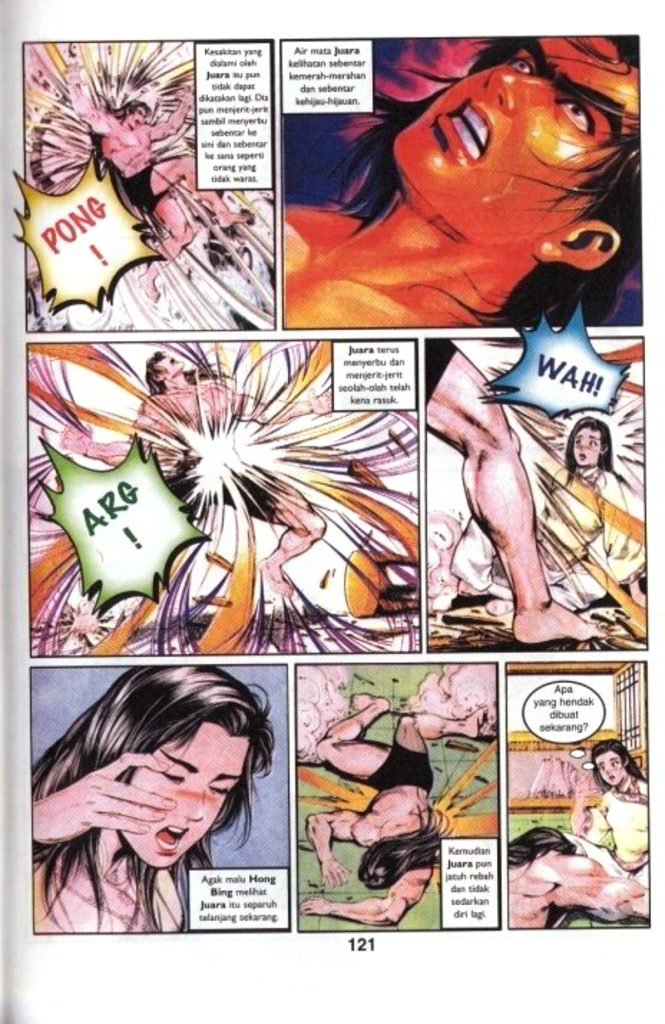 Kesakitan yang
dialami oleh
Juara itu pun
tidak dapat
dikatakan lagi. Dia
pun menjerit-jerit
sambil menyerbu
sebentar ke
sini dan sebentar
ke sana seperti
orang yang
tidak waras.
PONG
!
Air mata Juara
kelihatan sebentar
kemerah-merahan
dan sebentar
kehijau-hijauan.
Juara terus
menyerbu dan
menjerit-jerit
seolah-olah telah
kena rasuk.
ARG
!
WAH!
Agak malu Hong
Bing melihat
Juara itu separuh
telanjang sekarang.
Kemudian
Juara pun
jatuh rebah
dan tidak
sedarkan
diri lagi.
Apa
yang hendak
dibuat
sekarang?
121